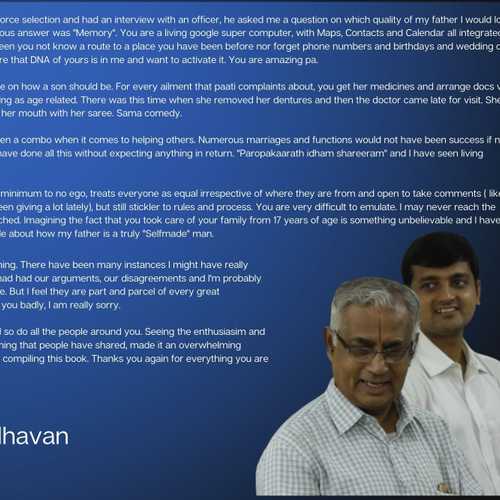 orce selection and had an interview with an officer, he asked me a question on which quality of my father I would lo
ous answer was "Memory". You are a living google super computer, with Maps, Contacts and Calendar all integrated
een you not know a route to a place you have been before nor forget phone numbers and birthdays and wedding d
re that DNA of yours is in me and want to activate it. You are amazing pa.
e on how a son should be. For every ailment that paati complains about, you get her medicines and arrange docs v
ing as age related. There was this time when she removed her dentures and then the doctor came late for visit. She
her mouth with her saree. Sama comedy.
en a combo when it comes to helping others. Numerous marriages and functions would not have been success if n
have done all this without expecting anything in return. "Paropakaarath idham shareeram" and I have seen living
minimum to no ego, treats everyone as equal irrespective of where they are from and open to take comments ( like
een giving a lot lately), but still stickler to rules and process. You are very difficult to emulate. I may never reach the
ched. Imagining the fact that you took care of your family from 17 years of age is something unbelievable and I have
le about how my father is a truly "Selfmade" man.
ning. There have been many instances I might have really
had had our arguments, our disagreements and I'm probably
e. But I feel they are part and parcel of every great
you badly, I am really sorry.
l so do all the people around you. Seeing the enthusiasim and
ning that people have shared, made it an overwhelming
compiling this book. Thanks you again for everything you are
dhavan